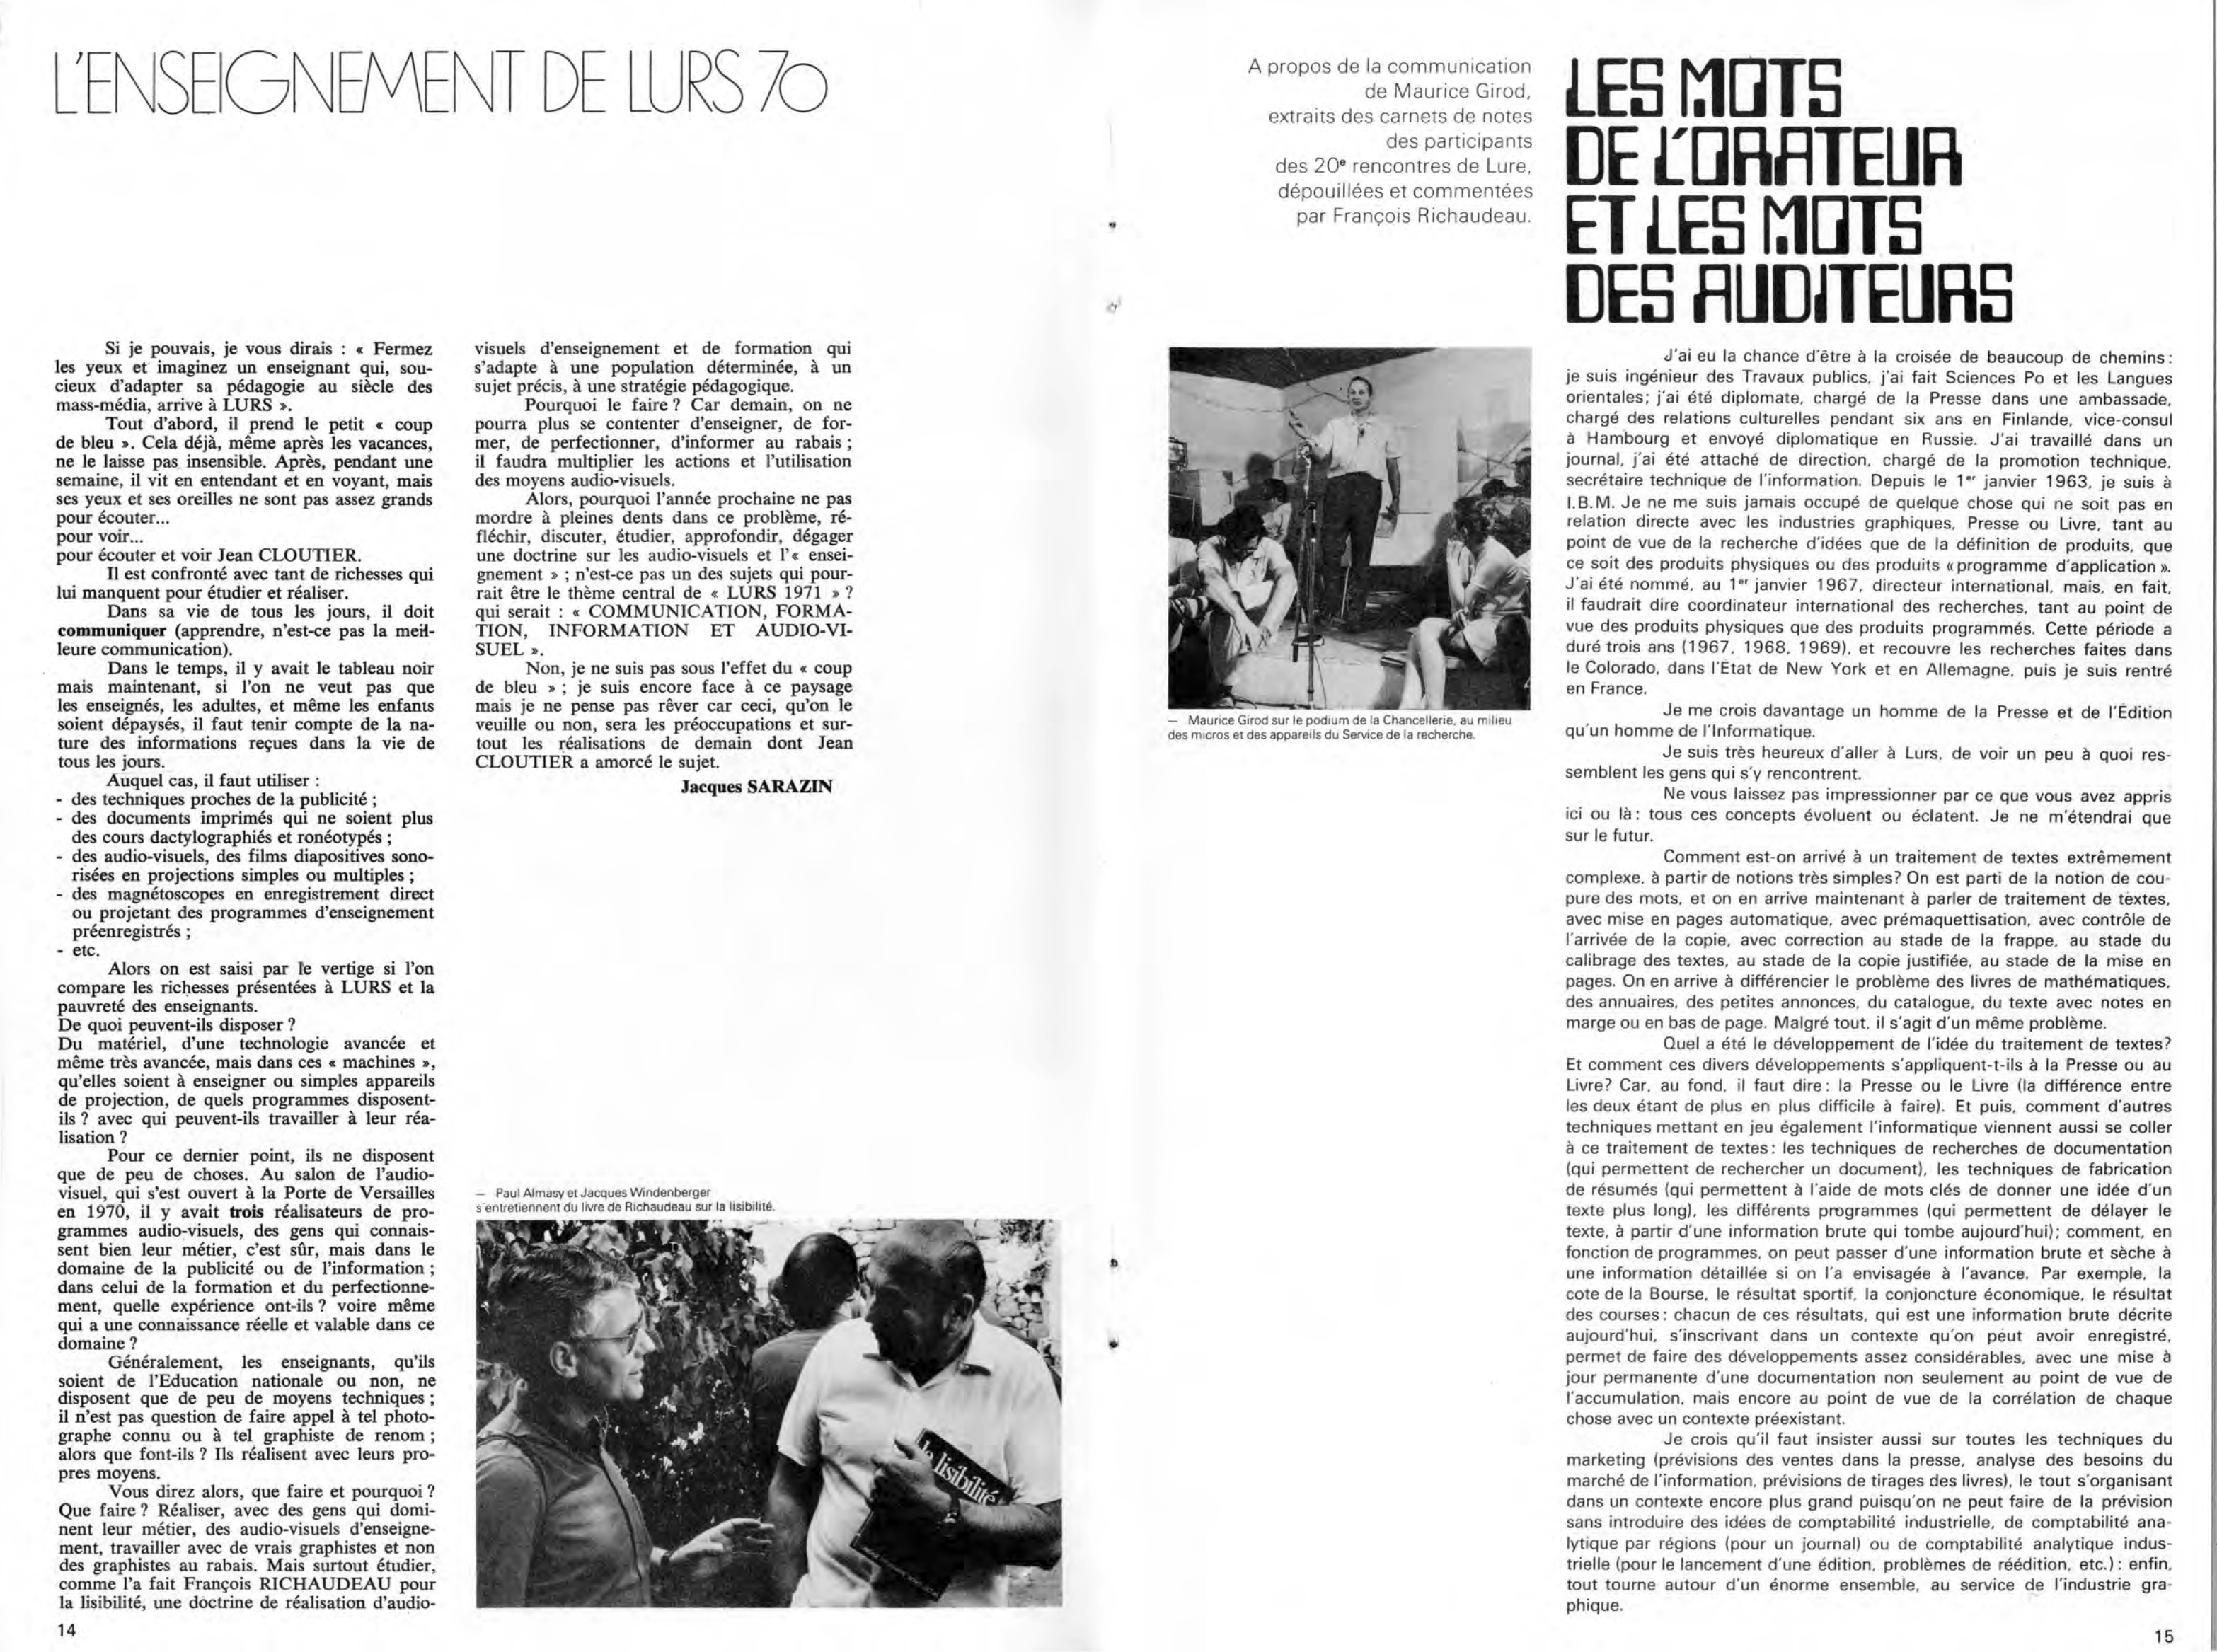 L'ENSEIGNEMENT DE LURS 70
Si je pouvais, je vous dirais : « Fermez
les yeux et imaginez un enseignant qui, sou-
cieux d'adapter sa pédagogie au siècle des
mass-média, arrive à LURS ».
Tout d'abord, il prend le petit « coup
de bleu ». Cela déjà, même après les vacances,
ne le laisse pas insensible. Après, pendant une
semaine, il vit en entendant et en voyant, mais
ses yeux et ses oreilles ne sont pas assez grands
pour écouter...
pour voir...
pour écouter et voir Jean CLOUTIER.
Il est confronté avec tant de richesses qui
lui manquent pour étudier et réaliser.
Dans sa vie de tous les jours, il doit
communiquer (apprendre, n'est-ce pas la meil-
leure communication).
Dans le temps, il y avait le tableau noir
mais maintenant, si l'on ne veut pas que
les enseignés, les adultes, et même les enfants
soient dépaysés, il faut tenir compte de la na-
ture des informations reçues dans la vie de
tous les jours.
Auquel cas, il faut utiliser :
- des techniques proches de la publicité ;
- des documents imprimés qui ne soient plus
des cours dactylographiés et ronéotypés ;
- des audio-visuels, des films diapositives sono-
risées en projections simples ou multiples ;
- des magnétoscopes en enregistrement direct
ou projetant des programmes d'enseignement
préenregistrés ;
- etc.
Alors on est saisi par le vertige si l'on
compare les richesses présentées à LURS et la
pauvreté des enseignants.
De quoi peuvent-ils disposer ?
Du matériel, d'une technologie avancée et
même très avancée, mais dans ces « machines »,
qu'elles soient à enseigner ou simples appareils
de projection, de quels programmes disposent-
ils ? avec qui peuvent-ils travailler à leur réa-
lisation ?
Pour ce dernier point, ils ne disposent
que de peu de choses. Au salon de l'audio-
visuel, qui s'est ouvert à la Porte de Versailles
en 1970, il y avait trois réalisateurs de pro-
grammes audio-visuels, des gens qui connais-
sent bien leur métier, c'est sûr, mais dans le
domaine de la publicité ou de l'information ;
dans celui de la formation et du perfectionne-
ment, quelle expérience ont-ils ? voire même
qui a une connaissance réelle et valable dans ce
domaine ?
Généralement, les enseignants, qu'ils
soient de l'Education nationale ou non, ne
disposent que de peu de moyens techniques ;
il n'est pas question de faire appel à tel photo-
graphe connu ou à tel graphiste de renom ;
alors que font-ils ? Ils réalisent avec leurs pro-
pres moyens.
Vous direz alors, que faire et pourquoi ?
Que faire ? Réaliser, avec des gens qui domi-
nent leur métier, des audio-visuels d'enseigne-
ment, travailler avec de vrais graphistes et non
des graphistes au rabais. Mais surtout étudier,
comme l'a fait François RICHAUDEAU pour
la lisibilité, une doctrine de réalisation d'audio-
14
visuels d'enseignement et de formation qui
s'adapte à une population déterminée, à un
sujet précis, à une stratégie pédagogique.
Pourquoi le faire ? Car demain, on ne
pourra plus se contenter d'enseigner, de for-
mer, de perfectionner, d'informer au rabais ;
il faudra multiplier les actions et l'utilisation
des moyens audio-visuels.
Alors, pourquoi l'année prochaine ne pas
mordre à pleines dents dans ce problème, ré-
fléchir, discuter, étudier, approfondir, dégager
une doctrine sur les audio-visuels et l'« ensei-
gnement » ; n'est-ce pas un des sujets qui pour-
rait être le thème central de « LURS 1971 » ?
qui serait : « COMMUNICATION, FORMA-
TION, INFORMATION ET AUDIO-VI-
SUEL ».
Non, je ne suis pas sous l'effet du « coup
de bleu » ; je suis encore face à ce paysage
mais je ne pense pas rêver car ceci, qu'on le
veuille ou non, sera les préoccupations et sur-
tout les réalisations de demain dont Jean
CLOUTIER a amorcé le sujet.
Jacques SARAZIN
— Paul Almasy et Jacques Windenberger
s'entretiennent du livre de Richaudeau sur la lisibilité.
la lisibilité
A propos de la communication
de Maurice Girod,
extraits des carnets de notes
des participants
des 20e rencontres de Lure,
dépouillées et commentées
par François Richaudeau.
LES MOTS
DE L'ORATEUR
ET LES MOTS
DES AUDITEURS
— Maurice Girod sur le podium de la Chancellerie, au milieu
des micros et des appareils du Service de la recherche.
J'ai eu la chance d'être à la croisée de beaucoup de chemins :
je suis ingénieur des Travaux publics, j'ai fait Sciences Po et les Langues
orientales; j'ai été diplomate, chargé de la Presse dans une ambassade,
chargé des relations culturelles pendant six ans en Finlande, vice-consul
à Hambourg et envoyé diplomatique en Russie. J'ai travaillé dans un
journal, j'ai été attaché de direction, chargé de la promotion technique,
secrétaire technique de l'information. Depuis le 1er janvier 1963, je suis à
I.B.M. Je ne me suis jamais occupé de quelque chose qui ne soit pas en
relation directe avec les industries graphiques, Presse ou Livre, tant au
point de vue de la recherche d'idées que de la définition de produits, que
ce soit des produits physiques ou des produits « programme d'application ».
J'ai été nommé, au 1er janvier 1967, directeur international, mais, en fait,
il faudrait dire coordinateur international des recherches, tant au point de
vue des produits physiques que des produits programmés. Cette période a
duré trois ans (1967, 1968, 1969), et recouvre les recherches faites dans
le Colorado, dans l'État de New York et en Allemagne, puis je suis rentré
en France.
Je me crois davantage un homme de la Presse et de l'Édition
qu'un homme de l'Informatique.
Je suis très heureux d'aller à Lurs, de voir un peu à quoi res-
semblent les gens qui s'y rencontrent.
Ne vous laissez pas impressionner par ce que vous avez appris
ici ou là : tous ces concepts évoluent ou éclatent. Je ne m'étendrai que
sur le futur.
Comment est-on arrivé à un traitement de textes extrêmement
complexe, à partir de notions très simples? On est parti de la notion de cou-
pure des mots, et on en arrive maintenant à parler de traitement de textes,
avec mise en pages automatique, avec prémaquettisation, avec contrôle de
l'arrivée de la copie, avec correction au stade de la frappe, au stade du
calibrage des textes, au stade de la copie justifiée, au stade de la mise en
pages. On en arrive à différencier le problème des livres de mathématiques,
des annuaires, des petites annonces, du catalogue, du texte avec notes en
marge ou en bas de page. Malgré tout, il s'agit d'un même problème.
Quel a été le développement de l'idée du traitement de textes?
Et comment ces divers développements s'appliquent-t-ils à la Presse ou au
Livre? Car, au fond, il faut dire : la Presse ou le Livre (la différence entre
les deux étant de plus en plus difficile à faire). Et puis, comment d'autres
techniques mettant en jeu également l'informatique viennent aussi se coller
à ce traitement de textes : les techniques de recherches de documentation
(qui permettent de rechercher un document), les techniques de fabrication
de résumés (qui permettent à l'aide de mots clés de donner une idée d'un
texte plus long), les différents programmes (qui permettent de délayer le
texte, à partir d'une information brute qui tombe aujourd'hui); comment, en
fonction de programmes, on peut passer d'une information brute et sèche à
une information détaillée si on l'a envisagée à l'avance. Par exemple, la
cote de la Bourse, le résultat sportif, la conjoncture économique, le résultat
des courses : chacun de ces résultats, qui est une information brute décrite
aujourd'hui, s'inscrivant dans un contexte qu'on peut avoir enregistré,
permet de faire des développements assez considérables, avec une mise à
jour permanente d'une documentation non seulement au point de vue de
l'accumulation, mais encore au point de vue de la corrélation de chaque
chose avec un contexte préexistant.
Je crois qu'il faut insister aussi sur toutes les techniques du
marketing (prévisions des ventes dans la presse, analyse des besoins du
marché de l'information, prévisions de tirages des livres), le tout s'organisant
dans un contexte encore plus grand puisqu'on ne peut faire de la prévision
sans introduire des idées de comptabilité industrielle, de comptabilité ana-
lytique par régions (pour un journal) ou de comptabilité analytique indus-
trielle (pour le lancement d'une édition, problèmes de réédition, etc.) : enfin,
tout tourne autour d'un énorme ensemble, au service de l'industrie gra-
phique.
15